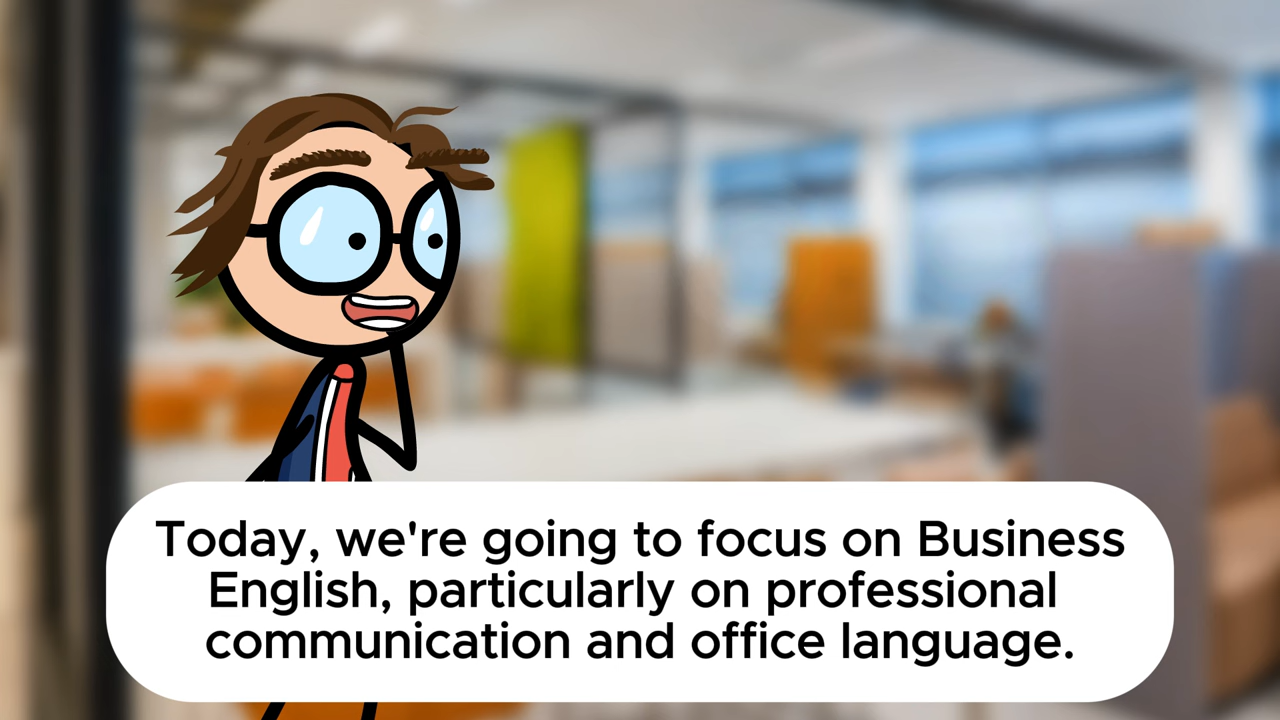 Today, we're going to focus on Business
English, particularly on professional
communication and office language.